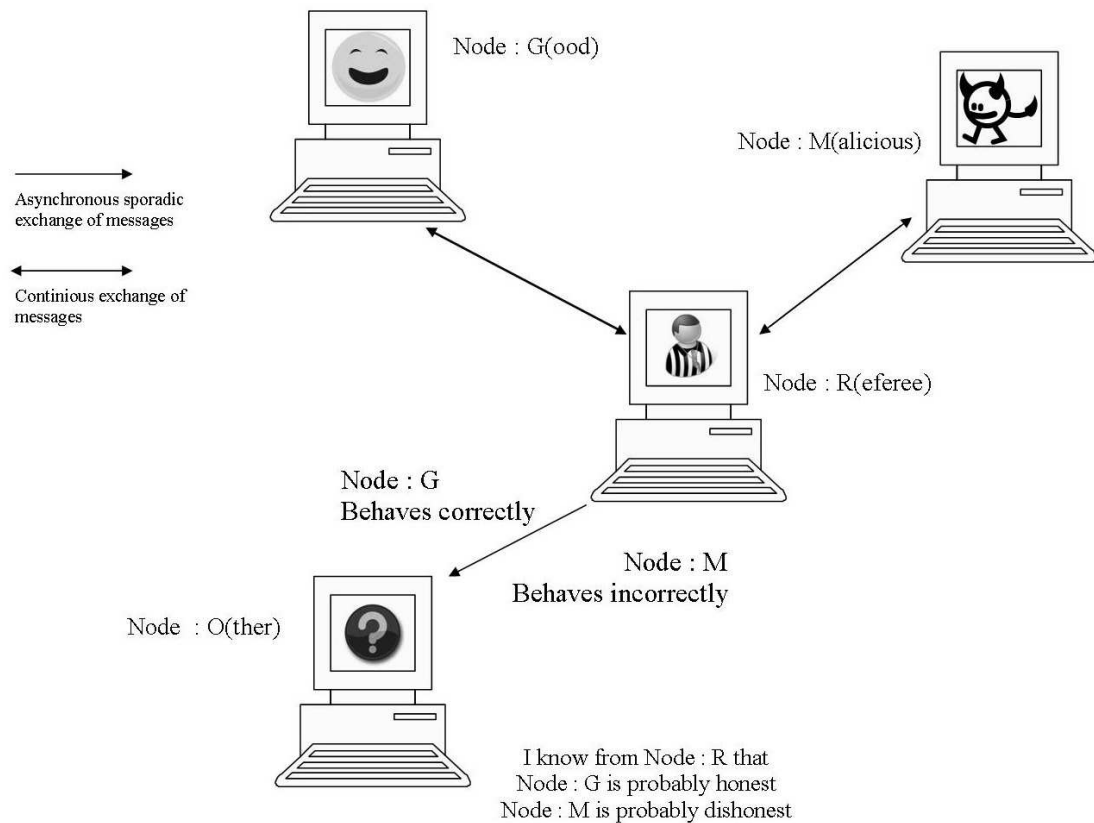 Node : G(ood)
Node : M(alicious)
Asynchronous sporadic
exchange of messages
Continious exchange of
messages
Node : R(eferee)
Node : G
Behaves correctly
Node : M
Behaves incorrectly
Node : O(ther)
I know from Node : R that
Node : G is probably honest
Node : M is probably dishonest